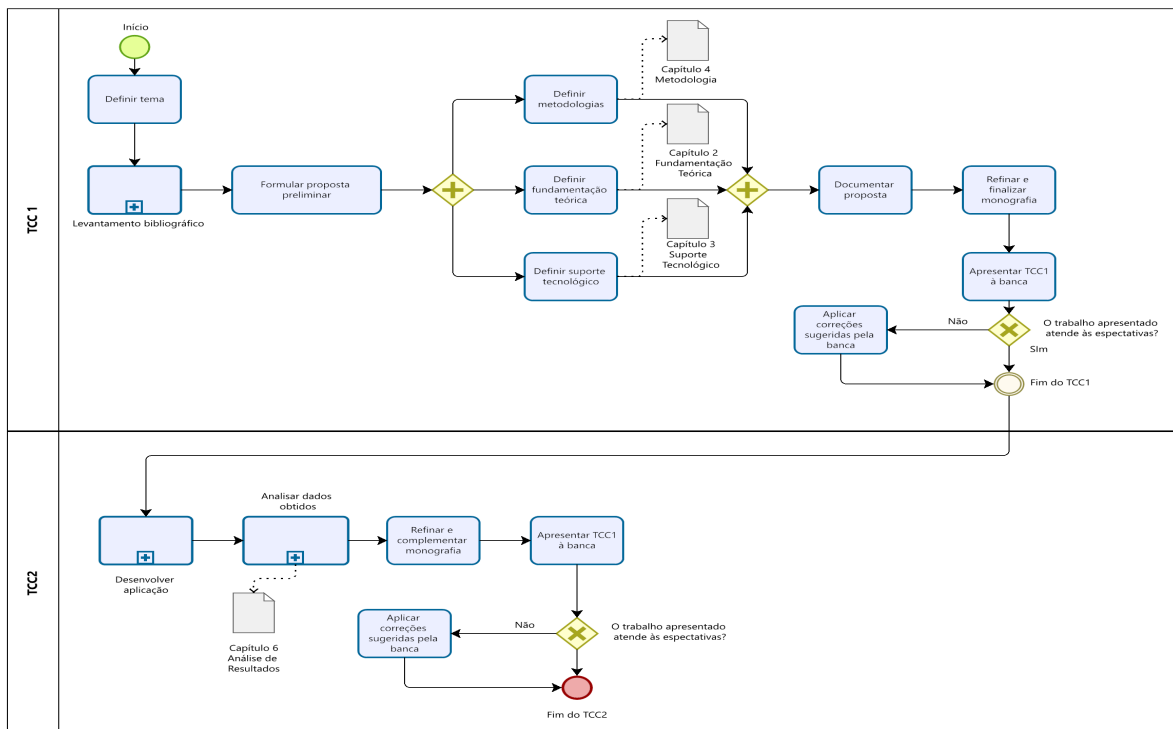 TCC 1
Início
Definir tema
Levantamento bibliográfico
Formular proposta
preliminar
Definir
metodologias
Capítulo 4
Metodologia
Definir
fundamentação
teórica
Capítulo 2
Fundamentação
Teórica
Definir suporte
tecnológico
Capítulo 3
Suporte
Tecnológico
Documentar
proposta
Refinar e
finalizar
monografia
Apresentar TCC1
à banca
O trabalho apresentado
atende às espectativas?
Não
SIm
Aplicar
correções
sugeridas pela
banca
Fim do TCC1
TCC2
Desenvolver
aplicação
Analisar dados
obtidos
Capítulo 6
Análise de
Resultados
Refinar e
complementar
monografia
Apresentar TCC1
à banca
O trabalho apresentado
atende às espectativas?
Não
Aplicar
correções
sugeridas pela
banca
Fim do TCC2